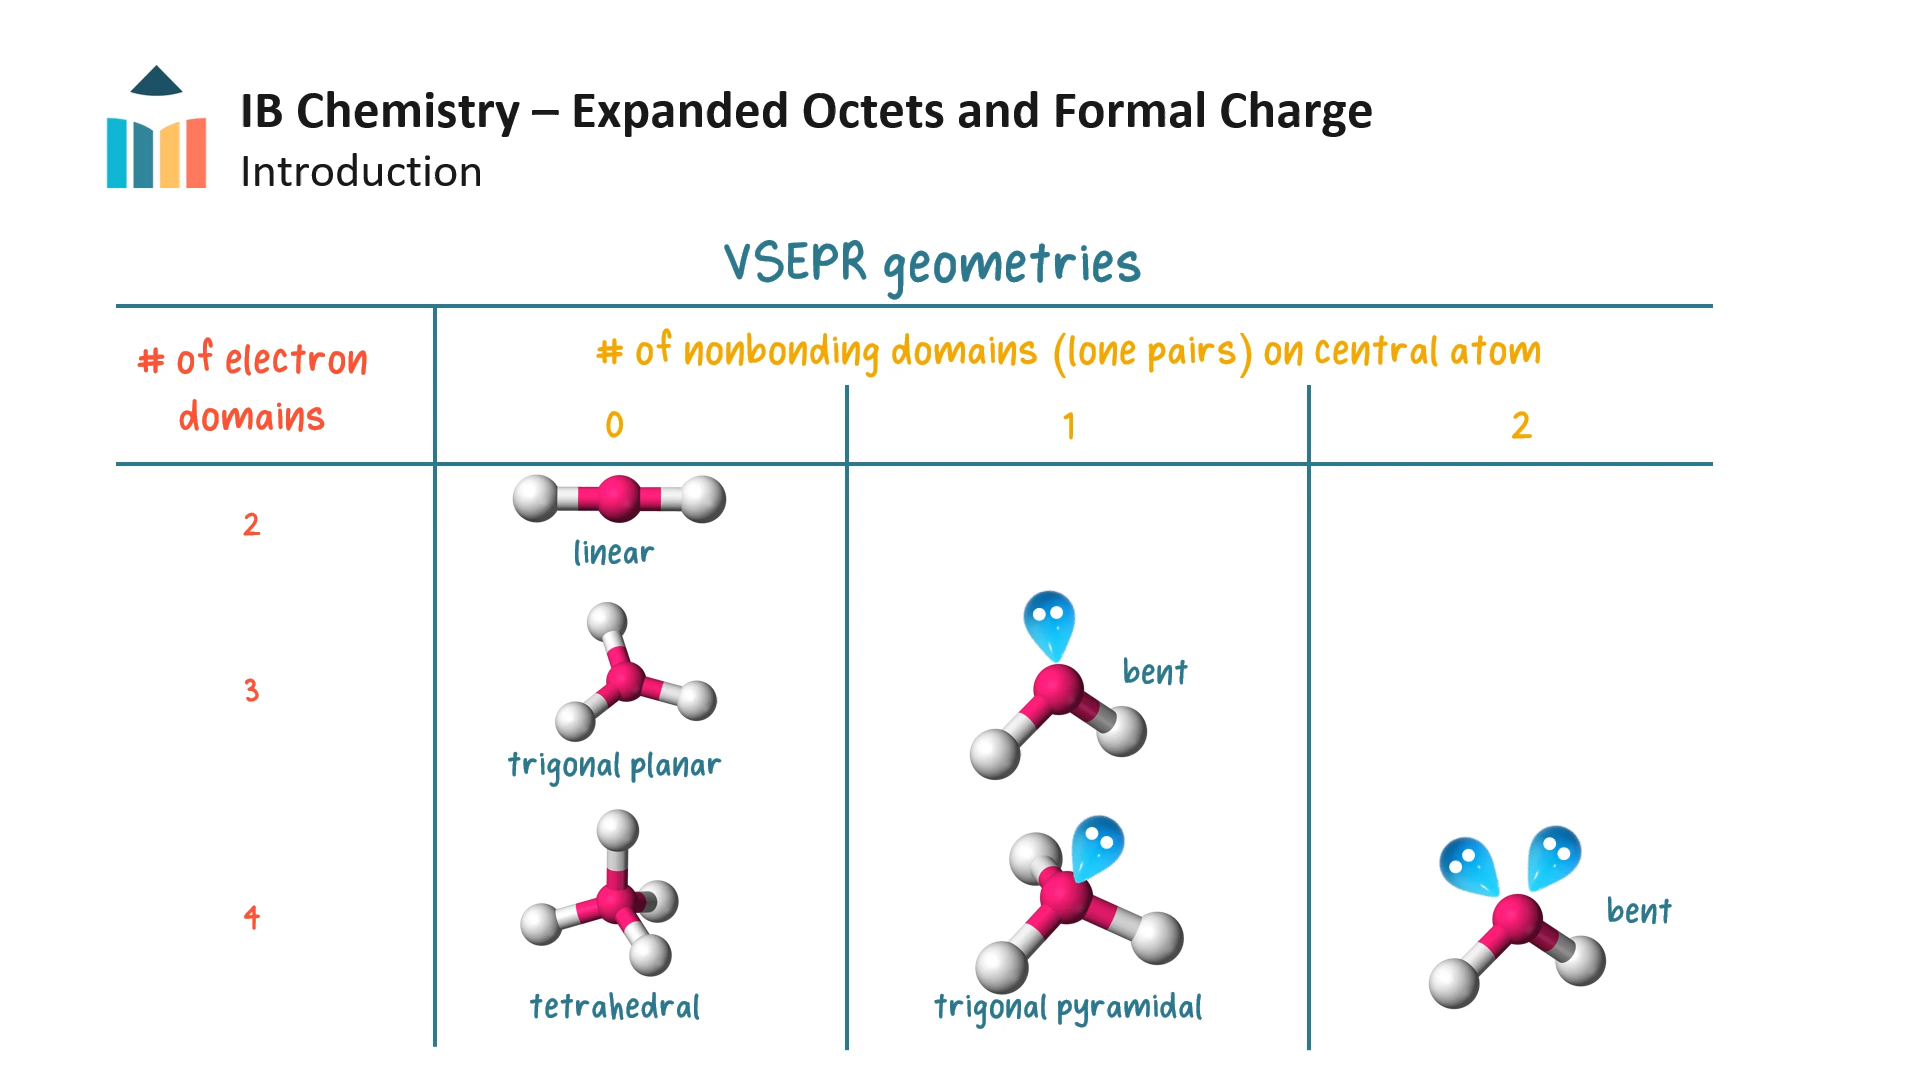 IB Chemistry – Expanded Octets and Formal Charge
Introduction
VSEPR geometries
# of electron
domains
# of nonbonding domains (lone pairs) on central atom
0
1
2
2
linear
3
trigonal planar
bent
4
tetrahedral
trigonal pyramidal
bent